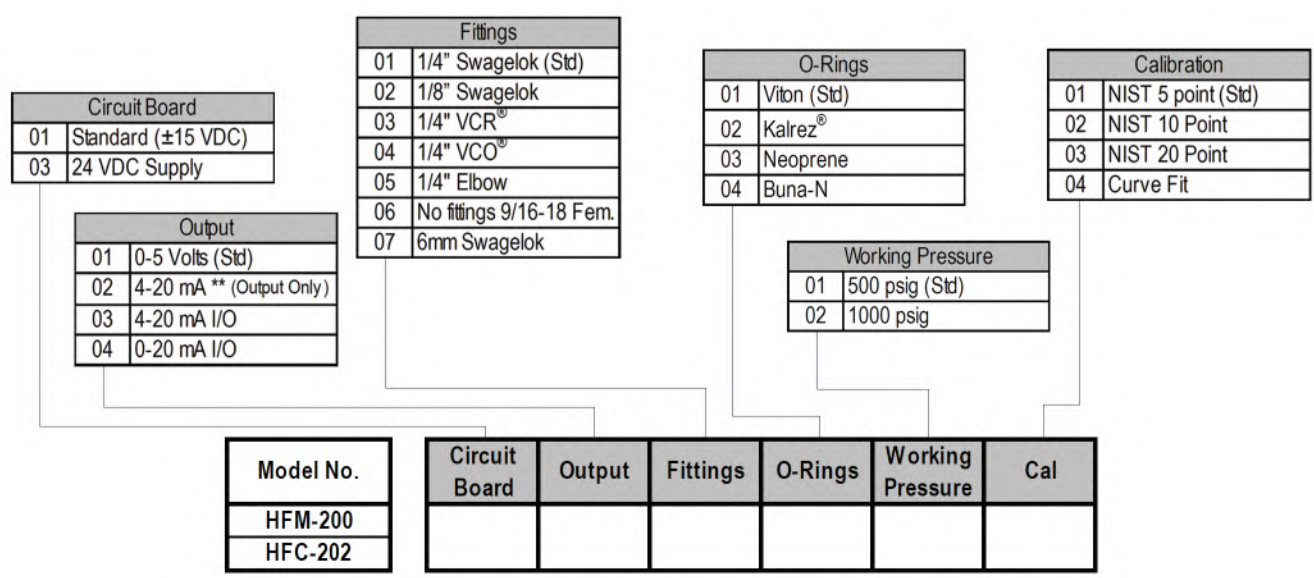 Fittings
01 1/4" Swagelok (Std)
02 1/8" Swagelok
03 1/4" VCR®
04 1/4" VCO®
05 1/4" Elbow
06 No fittings 9/16-18 Fem.
07 6mm Swagelok
O-Rings
01 Viton (Std)
02 Kalrez®
03 Neoprene
04 Buna-N
Calibration
01 NIST 5 point (Std)
02 NIST 10 Point
03 NIST 20 Point
04 Curve Fit
Circuit Board
01 Standard (±15 VDC)
03 24 VDC Supply
Output
01 0-5 Volts (Std)
02 4-20 mA ** (Output Only)
03 4-20 mA I/O
04 0-20 mA I/O
Working Pressure
01 500 psig (Std)
02 1000 psig
Model No.
Circuit
Board
Output
Fittings
O-Rings
Working
Pressure
Cal
HFM-200
HFC-202